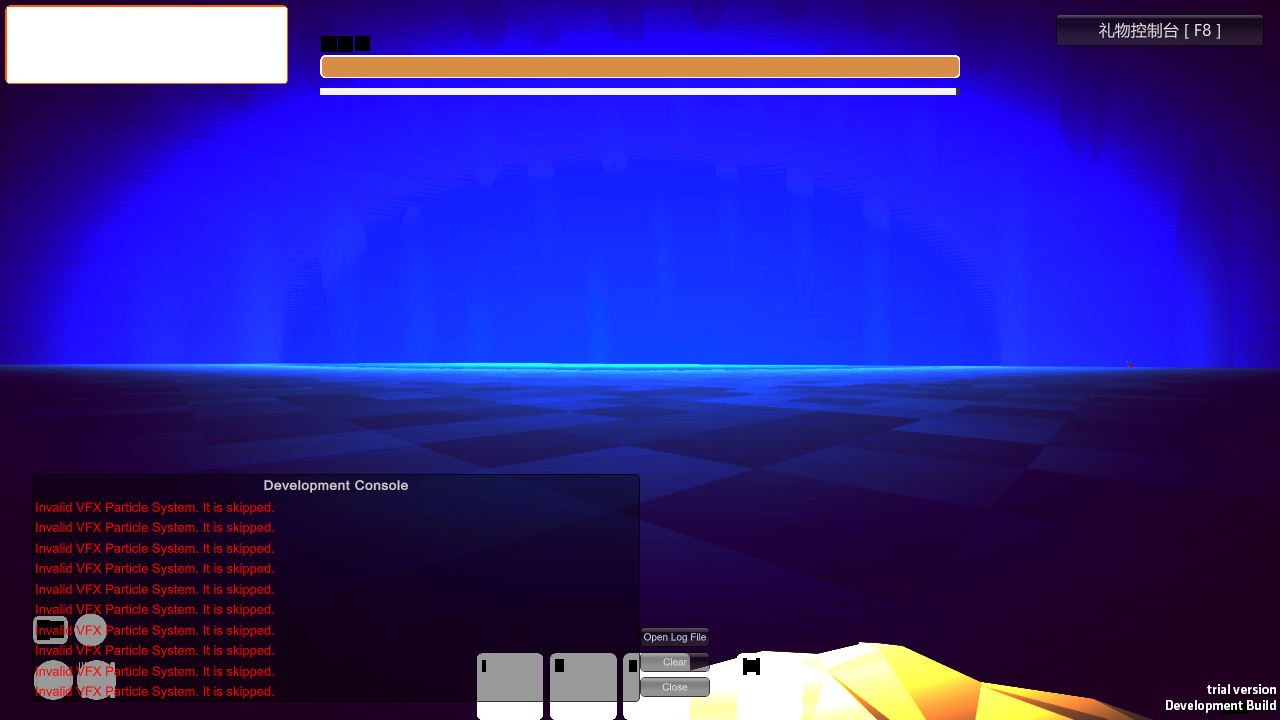 礼物控制台 [ F8 ]
Development Console
Invalid VFX Particle System. It is skipped.
Invalid VFX Particle System. It is skipped.
Invalid VFX Particle System. It is skipped.
Invalid VFX Particle System. It is skipped.
Invalid VFX Particle System. It is skipped.
Invalid VFX Particle System. It is skipped.
Invalid VFX Particle System. It is skipped.
Invalid VFX Particle System. It is skipped.
Invalid VFX Particle System. It is skipped.
Invalid VFX Particle System. It is skipped.
Open Log File
Clear
Close
trial version
Development Build